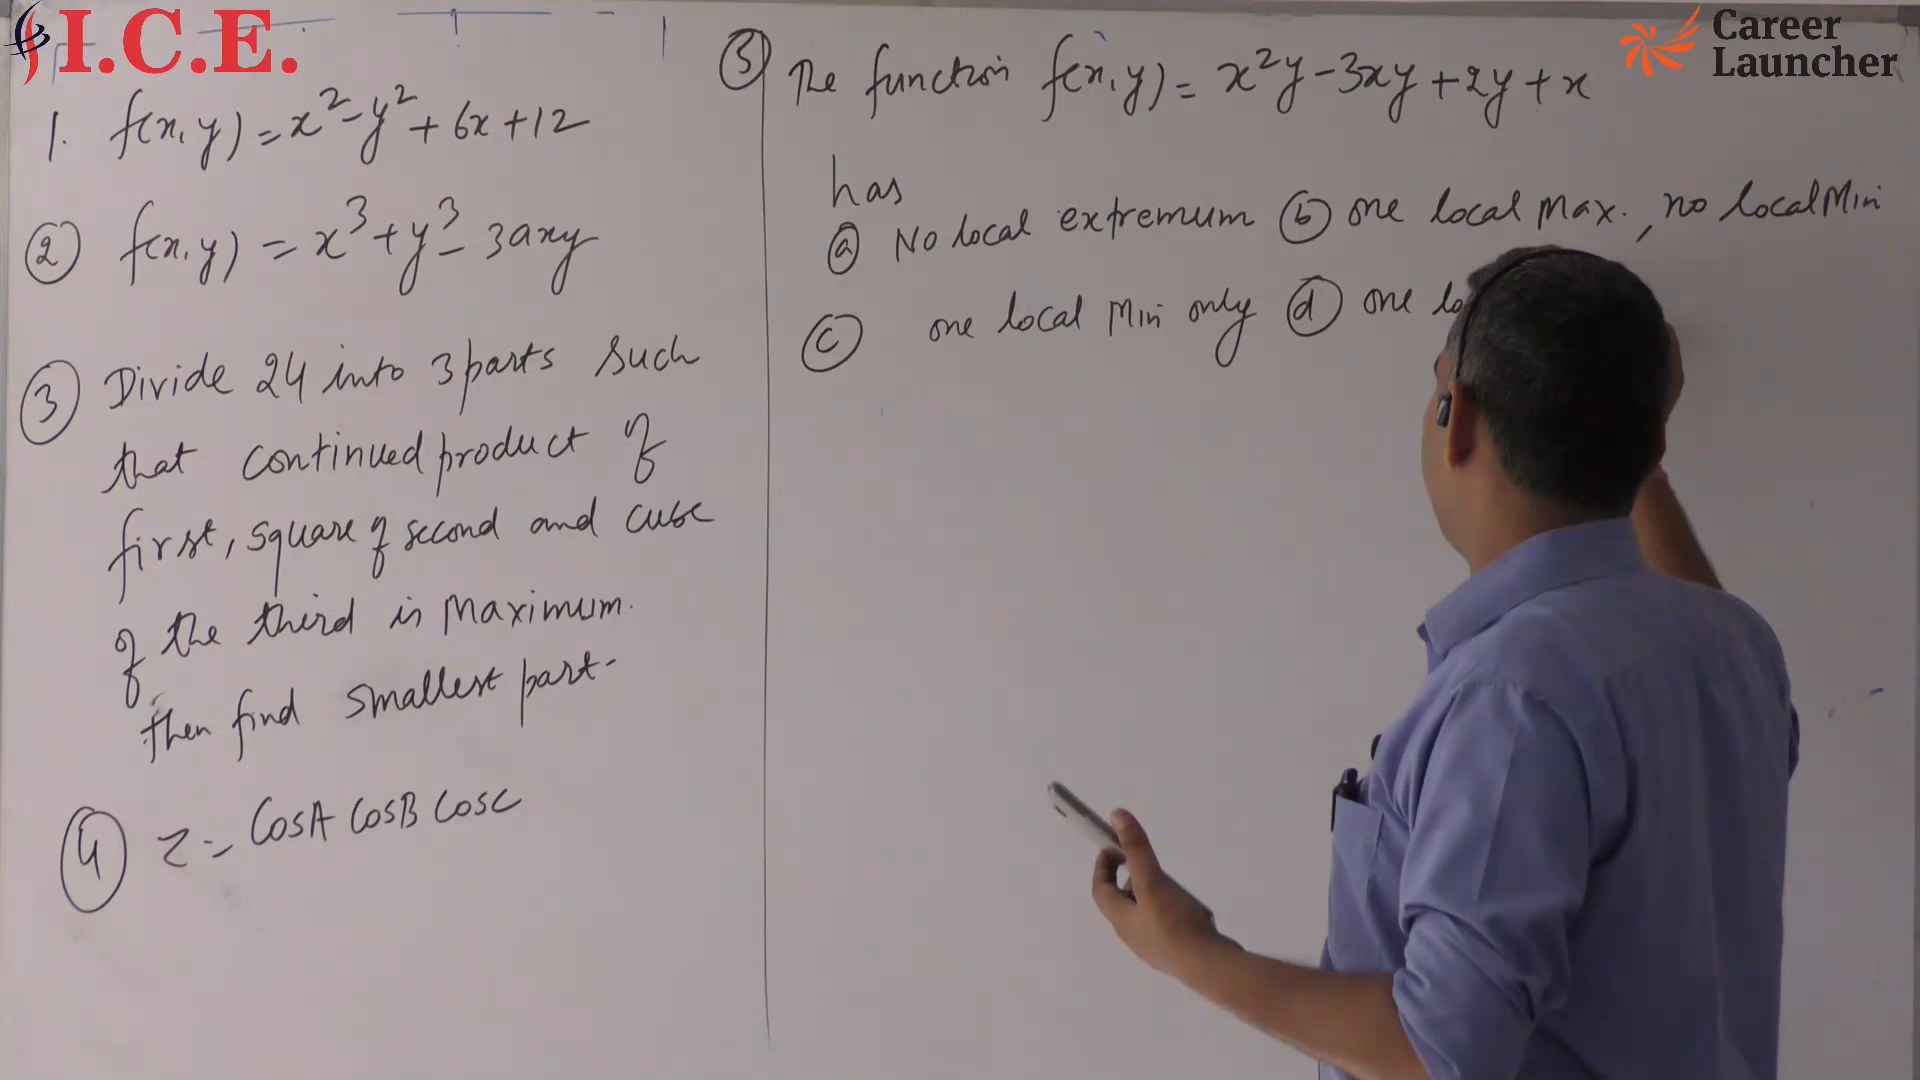 I.C.E.
Career
Launcher
1. f(x,y) = x² - y² + 6x + 12
② f(x,y) = x³ + y³ - 3axy
③ Divide 24 into 3 parts such
that continued product of
first, square of second and cube
of the third is Maximum.
then find smallest part.
④ z = CosA CosB CosC
⑤ The function f(x,y) = x²y - 3xy + 2y + x
has
ⓐ No local extremum ⓑ one local Max., no local Min
ⓒ one local Min only ⓓ one lo